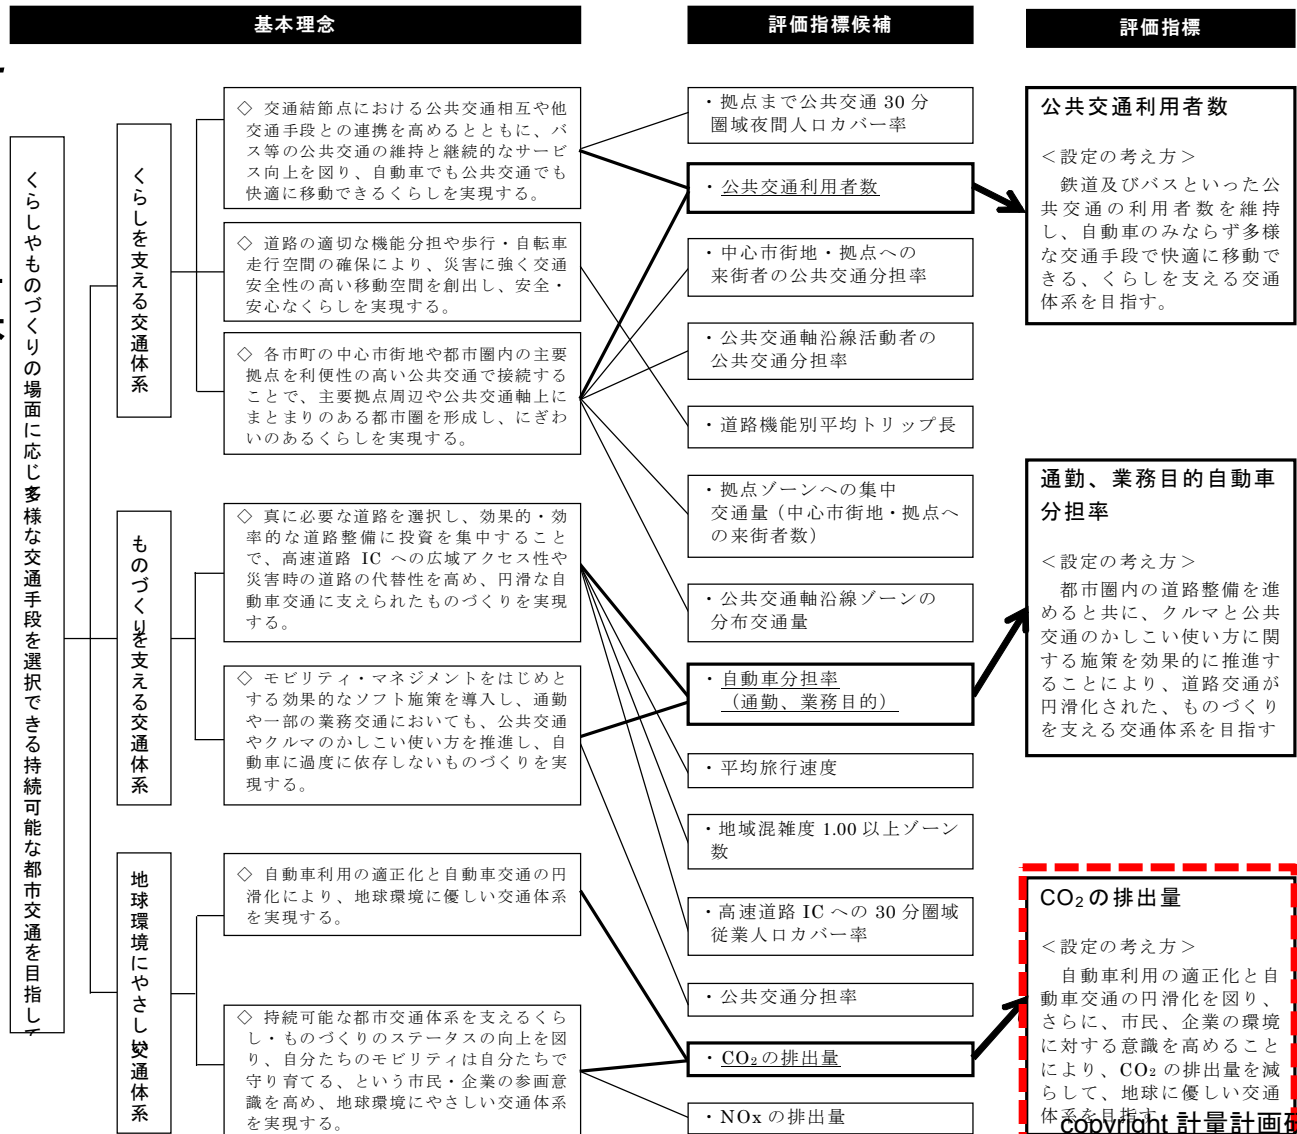 基本理念
評価指標候補
評価指標
くらしやものづくりの場面に応じ多様な交通手段を選択できる持続可能な都市交通を目指して
くらしを支える交通体系
◇ 交通結節点における公共交通相互や他
交通手段との連携を高めるとともに、バ
ス等の公共交通の維持と継続的なサービ
ス向上を図り、自動車でも公共交通でも
快適に移動できるくらしを実現する。
◇ 道路の適切な機能分担や歩行・自転車
走行空間の確保により、災害に強く交通
安全性の高い移動空間を創出し、安全・
安心なくらしを実現する。
◇ 各市町の中心市街地や都市圏内の主要
拠点を利便性の高い公共交通で接続する
ことで、主要拠点周辺や公共交通軸上に
まとまりのある都市圏を形成し、にぎわ
いのあるくらしを実現する。
ものづくりを支える交通体系
◇ 真に必要な道路を選択し、効果的・効
率的な道路整備に投資を集中すること
で、高速道路 IC への広域アクセス性や
災害時の道路の代替性を高め、円滑な自
動車交通に支えられたものづくりを実現
する。
◇ モビリティ・マネジメントをはじめと
する効果的なソフト施策を導入し、通勤
や一部の業務交通においても、公共交通
やクルマのかしこい使い方を推進し、自
動車に過度に依存しないものづくりを実
現する。
地球環境にやさしい交通体系
◇ 自動車利用の適正化と自動車交通の円
滑化により、地球環境に優しい交通体系
を実現する。
◇ 持続可能な都市交通体系を支えるくら
し・ものづくりのステータスの向上を図
り、自分たちのモビリティは自分たちで
守り育てる、という市民・企業の参画意
識を高め、地球環境にやさしい交通体系
を実現する。
・拠点まで公共交通 30 分
圏域夜間人口カバー率
・公共交通利用者数
・中心市街地・拠点への
来街者の公共交通分担率
・公共交通軸沿線活動者の
公共交通分担率
・道路機能別平均トリップ長
・拠点ゾーンへの集中
交通量（中心市街地・拠点へ
の来街者数）
・公共交通軸沿線ゾーンの
分布交通量
・自動車分担率
（通勤、業務目的）
・平均旅行速度
・地域混雑度 1.00 以上ゾーン
数
・高速道路 IC への 30 分圏域
従業人口カバー率
・公共交通分担率
・CO₂の排出量
・NOx の排出量
公共交通利用者数
＜設定の考え方＞
鉄道及びバスといった公
共交通の利用者数を維持
し、自動車のみならず多様
な交通手段で快適に移動で
きる、くらしを支える交通
体系を目指す。
通勤、業務目的自動車
分担率
＜設定の考え方＞
都市圏内の道路整備を進
めると共に、クルマと公共
交通のかしこい使い方に関
する施策を効果的に推進す
ることにより、道路交通が
円滑化された、ものづくり
を支える交通体系を目指す
CO₂の排出量
＜設定の考え方＞
自動車利用の適正化と自
動車交通の円滑化を図り、
さらに、市民、企業の環境
に対する意識を高めること
により、CO₂ の排出量を減
らして、地球に優しい交通
体系を目指す。
copyright 計量計画研